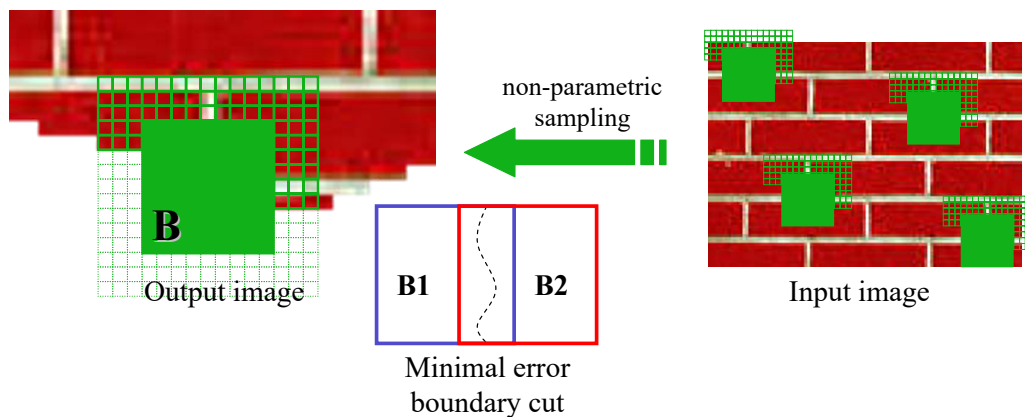 non-parametric
sampling
B
B1
B2
Output image
Input image
Minimal error
boundary cut